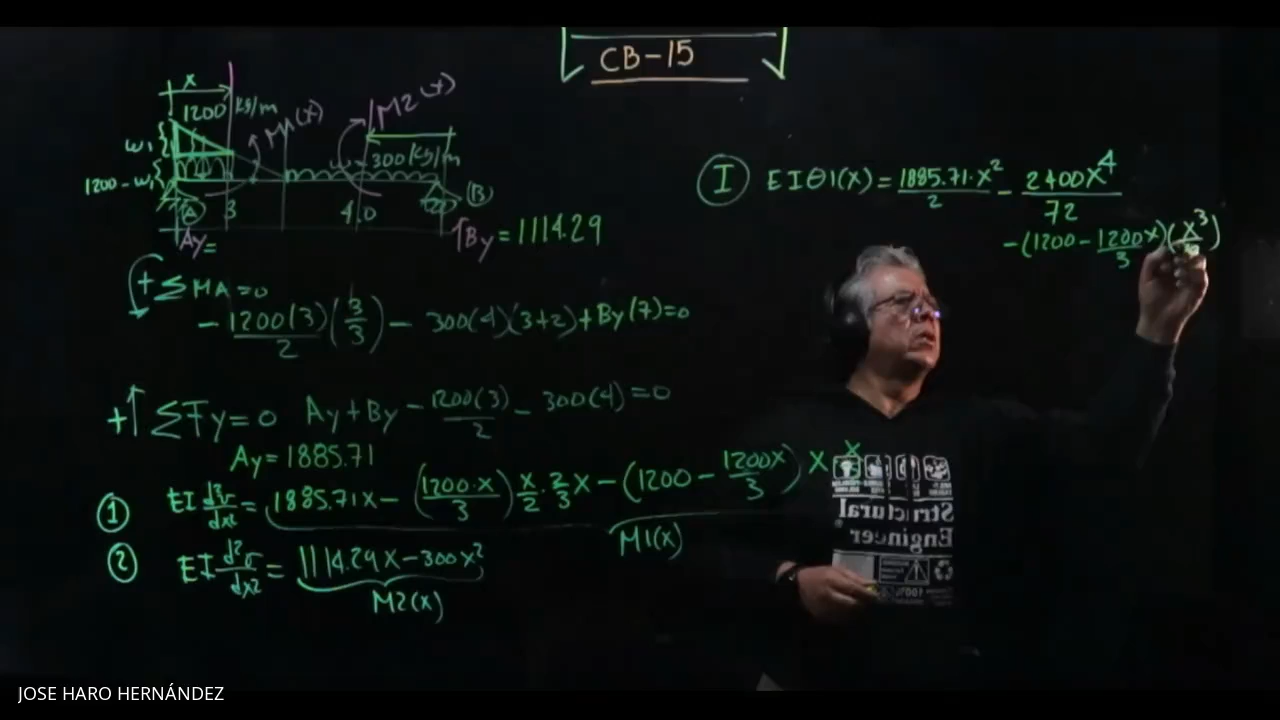 CB-15
x
1200 Kg/m
M1(x)
M2(x)
w1
1200-w1
w=300 Kg/m
A
3
4.0
B
Ay=
By=1114.29
+ ΣMA=0
- 1200(3)/2 (3/3) - 300(4)(3+2)+By(7)=0
+↑ ΣFy=0 Ay+By - 1200(3)/2 - 300(4)=0
Ay=1885.71
① EI d²v/dx² = 1885.71x - (1200·x/3) x/2 · 2/3 x - (1200 - 1200x/3) x x
M1(x)
② EI d²v/dx2 = 1114.29x-300x²
M2(x)
I EIθ1(x) = 1885.71·x²/2 - 2400x⁴/72
-(1200 - 1200x/3)(x³
Structural
Engineer
JOSE HARO HERNÁNDEZ